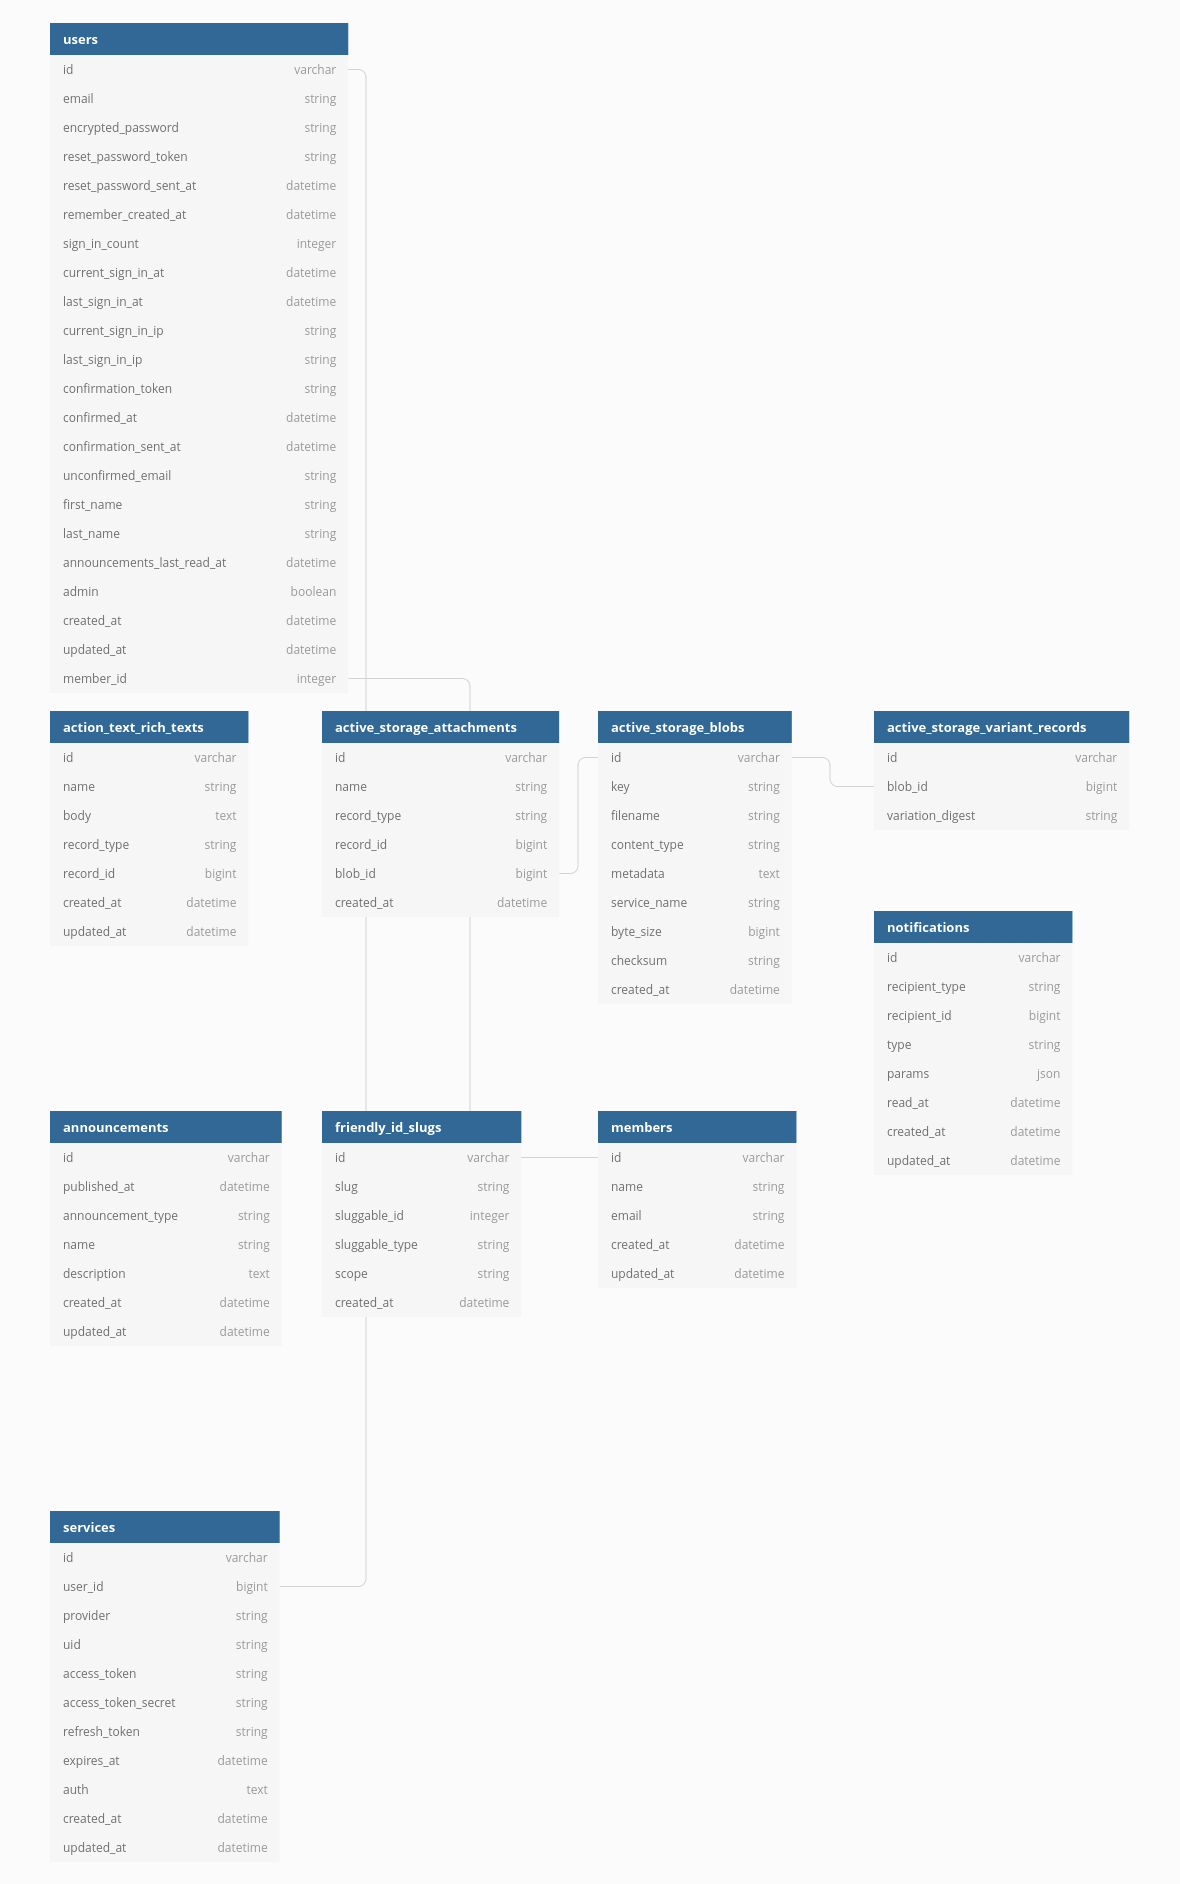 users
id varchar
email string
encrypted_password string
reset_password_token string
reset_password_sent_at datetime
remember_created_at datetime
sign_in_count integer
current_sign_in_at datetime
last_sign_in_at datetime
current_sign_in_ip string
last_sign_in_ip string
confirmation_token string
confirmed_at datetime
confirmation_sent_at datetime
unconfirmed_email string
first_name string
last_name string
announcements_last_read_at datetime
admin boolean
created_at datetime
updated_at datetime
member_id integer
action_text_rich_texts
id varchar
name string
body text
record_type string
record_id bigint
created_at datetime
updated_at datetime
active_storage_attachments
id varchar
name string
record_type string
record_id bigint
blob_id bigint
created_at datetime
active_storage_blobs
id varchar
key string
filename string
content_type string
metadata text
service_name string
byte_size bigint
checksum string
created_at datetime
active_storage_variant_records
id varchar
blob_id bigint
variation_digest string
notifications
id varchar
recipient_type string
recipient_id bigint
type string
params json
read_at datetime
created_at datetime
updated_at datetime
announcements
id varchar
published_at datetime
announcement_type string
name string
description text
created_at datetime
updated_at datetime
friendly_id_slugs
id varchar
slug string
sluggable_id integer
sluggable_type string
scope string
created_at datetime
members
id varchar
name string
email string
created_at datetime
updated_at datetime
services
id varchar
user_id bigint
provider string
uid string
access_token string
access_token_secret string
refresh_token string
expires_at datetime
auth text
created_at datetime
updated_at datetime